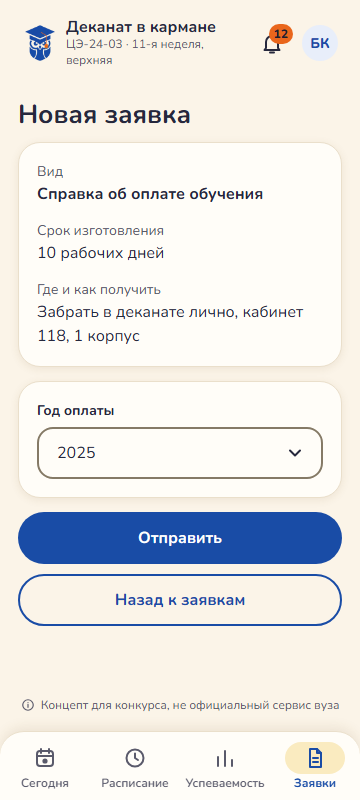 Деканат в кармане
ЦЭ-24-03 · 11-я неделя,
верхняя
12
БК
Новая заявка
Вид
Справка об оплате обучения
Срок изготовления
10 рабочих дней
Где и как получить
Забрать в деканате лично, кабинет
118, 1 корпус
Год оплаты
2025
Отправить
Назад к заявкам
Концепт для конкурса, не официальный сервис вуза
Сегодня
Расписание
Успеваемость
Заявки